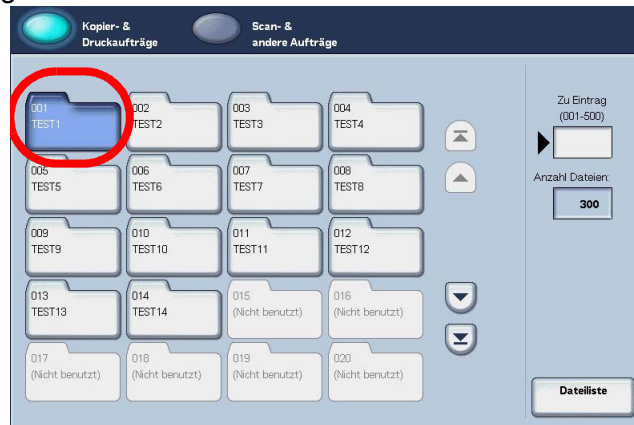 Kopier- &
Druckaufträge
Scan- &
andere Aufträge
001
TEST1
002
TEST2
003
TEST3
004
TEST4
Zu Eintrag
(001-500)
005
TEST5
006
TEST6
007
TEST7
008
TEST8
Anzahl Dateien:
300
009
TEST9
010
TEST10
011
TEST11
012
TEST12
013
TEST13
014
TEST14
015
(Nicht benutzt)
016
(Nicht benutzt)
017
(Nicht benutzt)
018
(Nicht benutzt)
019
(Nicht benutzt)
020
(Nicht benutzt)
Dateiliste